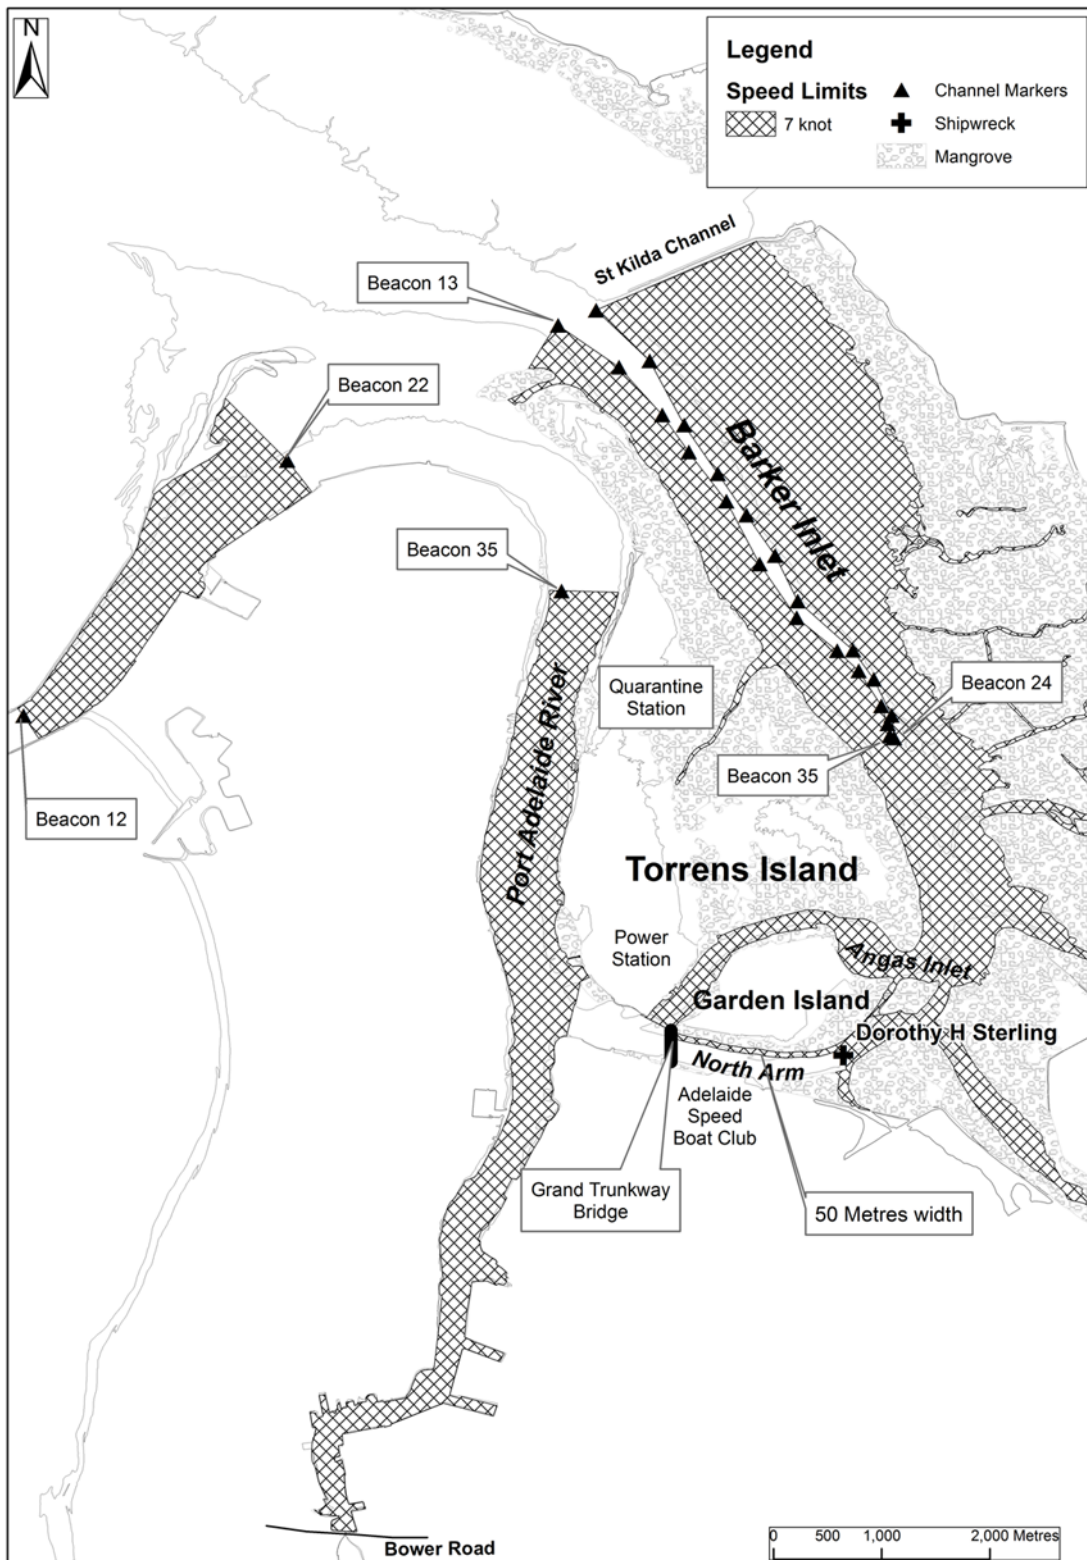 N
Legend
Speed Limits
7 knot
Channel Markers
Shipwreck
Mangrove
St Kilda Channel
Beacon 13
Beacon 22
Barker Inlet
Beacon 35
Port Adelaide River
Quarantine
Station
Beacon 24
Beacon 35
Beacon 12
Torrens Island
Power
Station
Angas Inlet
Garden Island
Dorothy H Sterling
North Arm
Adelaide
Speed
Boat Club
Grand Trunkway
Bridge
50 Metres width
Bower Road
0 500 1,000 2,000 Metres